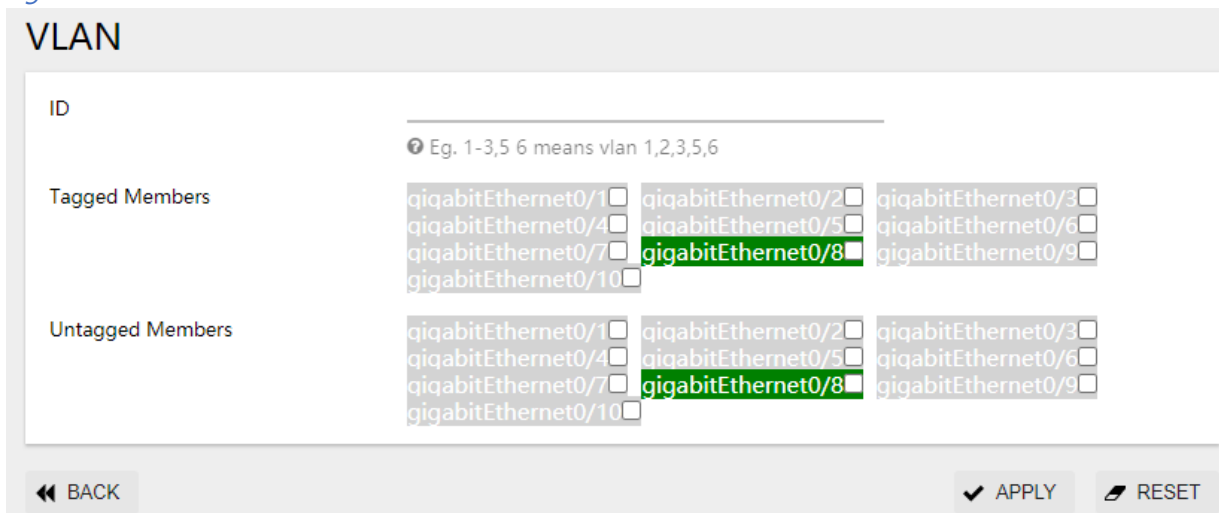 VLAN
ID
Eg. 1-3,5 6 means vlan 1,2,3,5,6
Tagged Members
gigabitEthernet0/1 gigabitEthernet0/2 gigabitEthernet0/3
gigabitEthernet0/4 gigabitEthernet0/5 gigabitEthernet0/6
gigabitEthernet0/7 gigabitEthernet0/8 gigabitEthernet0/9
gigabitEthernet0/10
Untagged Members
gigabitEthernet0/1 gigabitEthernet0/2 gigabitEthernet0/3
gigabitEthernet0/4 gigabitEthernet0/5 gigabitEthernet0/6
gigabitEthernet0/7 gigabitEthernet0/8 gigabitEthernet0/9
gigabitEthernet0/10
BACK APPLY RESET